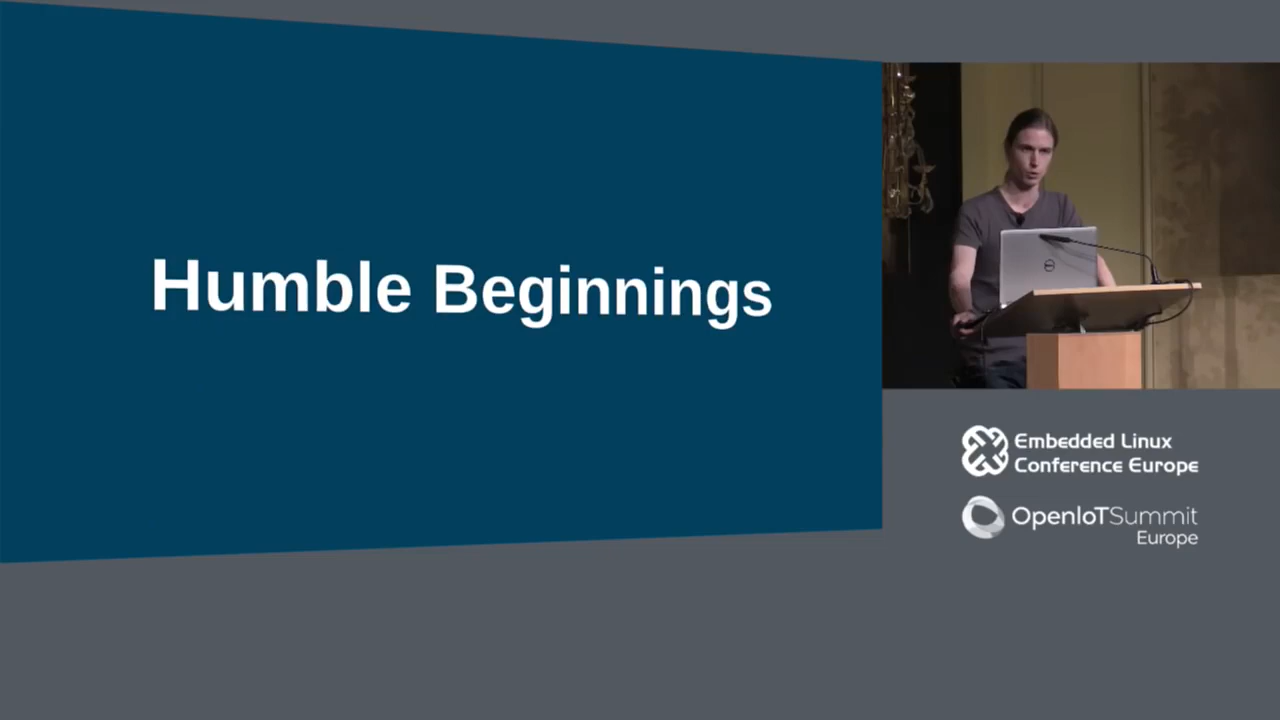 Humble Beginnings
Embedded Linux
Conference Europe
OpenIoTSummit
Europe